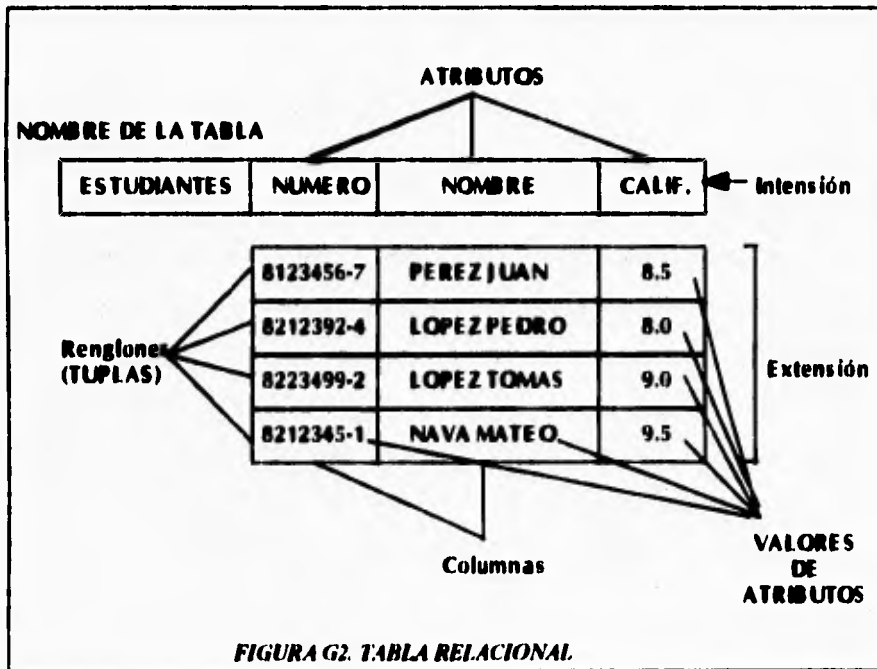 ATRIBUTOS
NOMBRE DE LA TABLA
ESTUDIANTES NUMERO NOMBRE CALIF. Intensión
8123456-7 PEREZ JUAN 8.5
8212392-4 LOPEZ PEDRO 8.0
Renglones
(TUPLAS)
8223499-2 LOPEZ TOMAS 9.0
Extensión
8212345-1 NAVA MATEO 9.5
Columnas
VALORES
DE
ATRIBUTOS
FIGURA G2. TABLA RELACIONAL